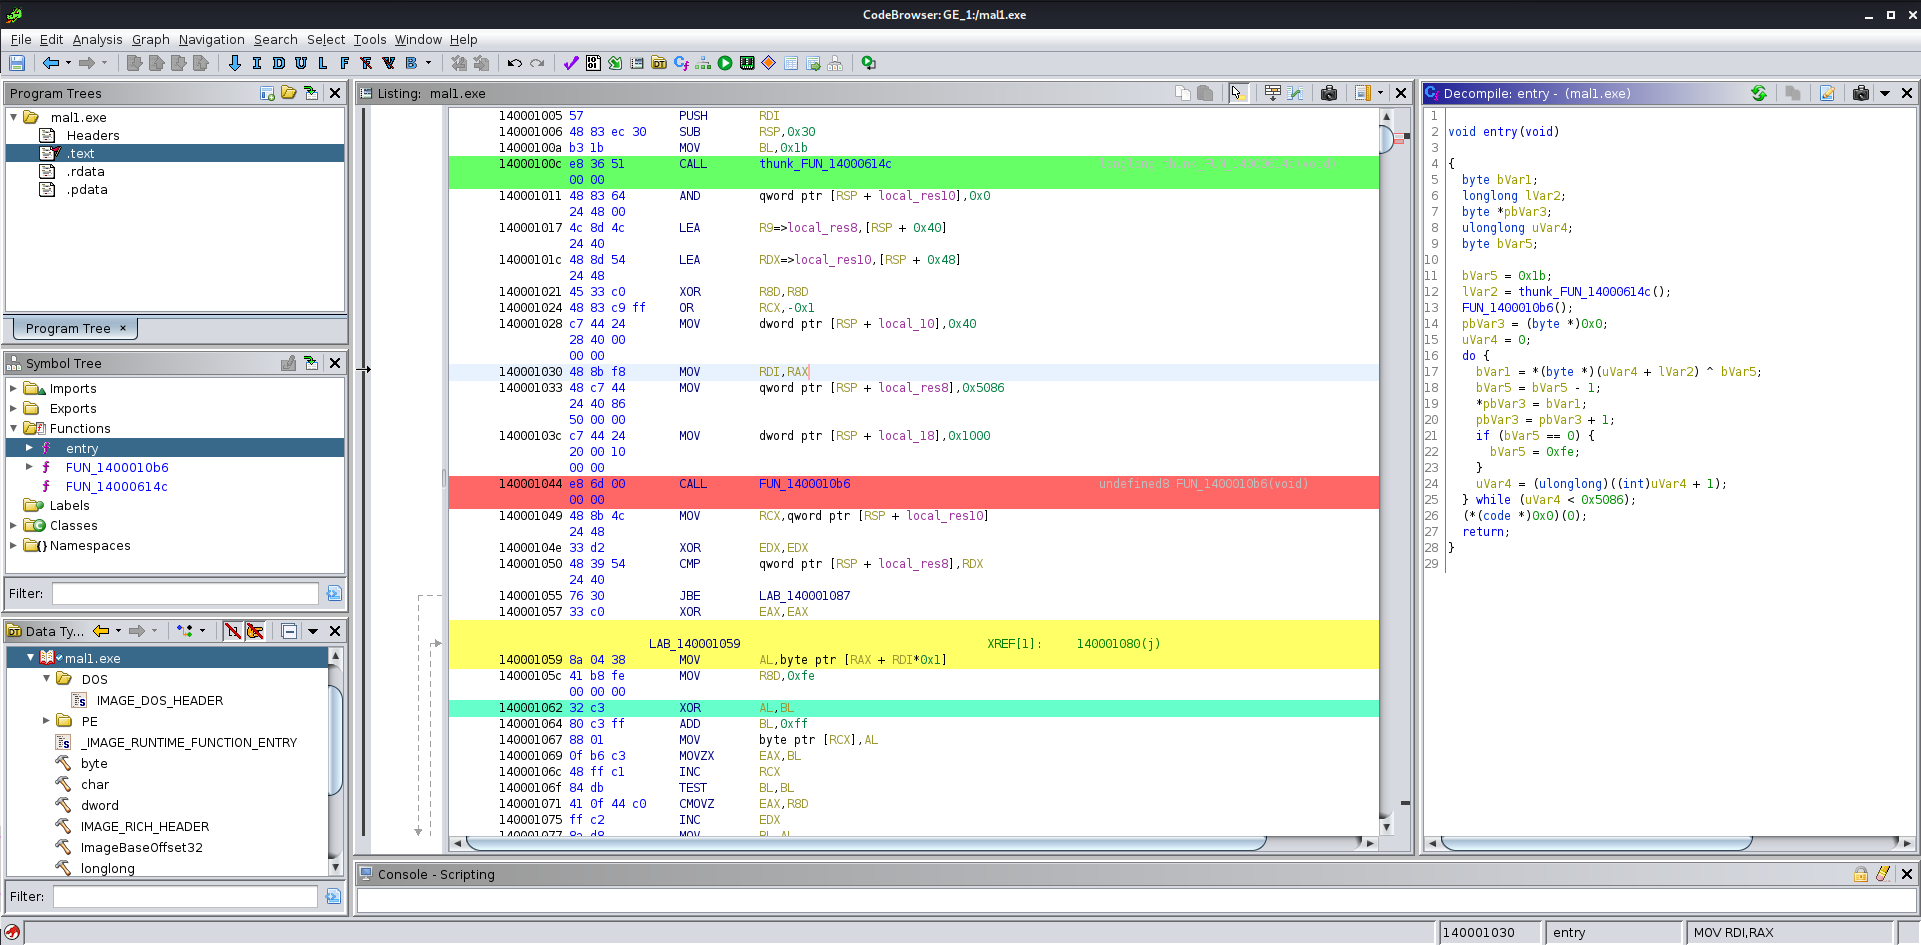 CodeBrowser: GE_1:/mal1.exe
File Edit Analysis Graph Navigation Search Select Tools Window Help
I D U L F B
Program Trees
mal1.exe
Headers
.text
.rdata
.pdata
Program Tree ×
Symbol Tree
Imports
Exports
Functions
entry
FUN_1400010b6
FUN_14000614c
Labels
Classes
Namespaces
Filter:
Data Ty...
mal1.exe
DOS
IMAGE_DOS_HEADER
PE
_IMAGE_RUNTIME_FUNCTION_ENTRY
byte
char
dword
IMAGE_RICH_HEADER
ImageBaseOffset32
longlong
Filter:
Listing: mal1.exe
140001005 57 PUSH RDI
140001006 48 83 ec 30 SUB RSP,0x30
14000100a b3 1b MOV BL,0x1b
14000100c e8 36 51 CALL thunk_FUN_14000614c
00 00
140001011 48 83 64 AND qword ptr [RSP + local_res10],0x0
24 48 00
140001017 4c 8d 4c LEA R9=>local_res8,[RSP + 0x40]
24 40
14000101c 48 8d 54 LEA RDX=>local_res10,[RSP + 0x48]
24 48
140001021 45 33 c0 XOR R8D,R8D
140001024 48 83 c9 ff OR RCX,-0x1
140001028 c7 44 24 MOV dword ptr [RSP + local_10],0x40
28 40 00
00 00
140001030 48 8b f8 MOV RDI,RAX
140001033 48 c7 44 MOV qword ptr [RSP + local_res8],0x5086
24 40 86
50 00 00
14000103c c7 44 24 MOV dword ptr [RSP + local_18],0x1000
20 00 10
00 00
140001044 e8 6d 00 CALL FUN_1400010b6 undefined8 FUN_1400010b6(void)
00 00
140001049 48 8b 4c MOV RCX,qword ptr [RSP + local_res10]
24 48
14000104e 33 d2 XOR EDX,EDX
140001050 48 39 54 CMP qword ptr [RSP + local_res8],RDX
24 40
140001055 76 30 JBE LAB_140001087
140001057 33 c0 XOR EAX,EAX
LAB_140001059 XREF[1]: 140001080(j)
140001059 8a 04 38 MOV AL,byte ptr [RAX + RDI*0x1]
14000105c 41 b8 fe MOV R8D,0xfe
00 00 00
140001062 32 c3 XOR AL,BL
140001064 80 c3 ff ADD BL,0xff
140001067 88 01 MOV byte ptr [RCX],AL
140001069 0f b6 c3 MOVZX EAX,BL
14000106c 48 ff c1 INC RCX
14000106f 84 db TEST BL,BL
140001071 41 0f 44 c0 CMOVZ EAX,R8D
140001075 ff c2 INC EDX
140001077 8a d8 MOV BL,AL
Decompile: entry - (mal1.exe)
1
2 void entry(void)
3
4 {
5 byte bVar1;
6 longlong lVar2;
7 byte *pbVar3;
8 ulonglong uVar4;
9 byte bVar5;
10
11 bVar5 = 0x1b;
12 lVar2 = thunk_FUN_14000614c();
13 FUN_1400010b6();
14 pbVar3 = (byte *)0x0;
15 uVar4 = 0;
16 do {
17 bVar1 = *(byte *)(uVar4 + lVar2) ^ bVar5;
18 bVar5 = bVar5 - 1;
19 *pbVar3 = bVar1;
20 pbVar3 = pbVar3 + 1;
21 if (bVar5 == 0) {
22 bVar5 = 0xfe;
23 }
24 uVar4 = (ulonglong)((int)uVar4 + 1);
25 } while (uVar4 < 0x5086);
26 (*(code *)0x0)(0);
27 return;
28 }
29
Console - Scripting
140001030 entry MOV RDI,RAX